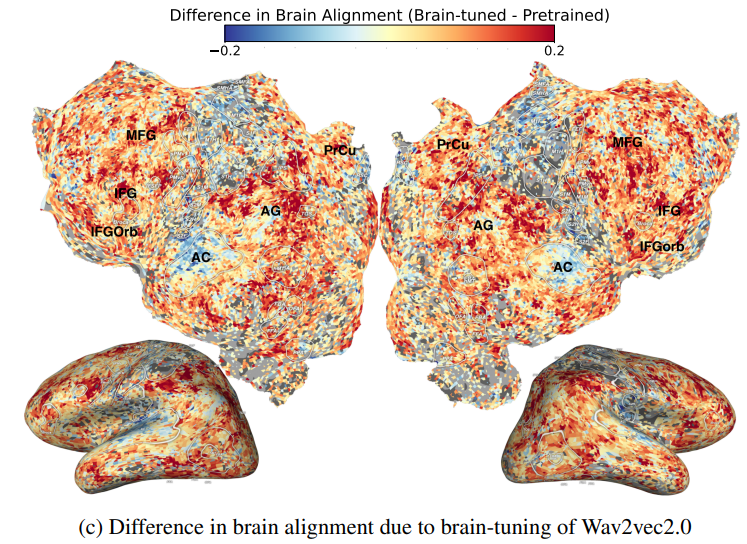 Difference in Brain Alignment (Brain-tuned - Pretrained)
−0.2 0.2
MFG PrCu PrCu MFG
IFG AG AG IFG
IFGOrb IFGorb
AC AC
(c) Difference in brain alignment due to brain-tuning of Wav2vec2.0